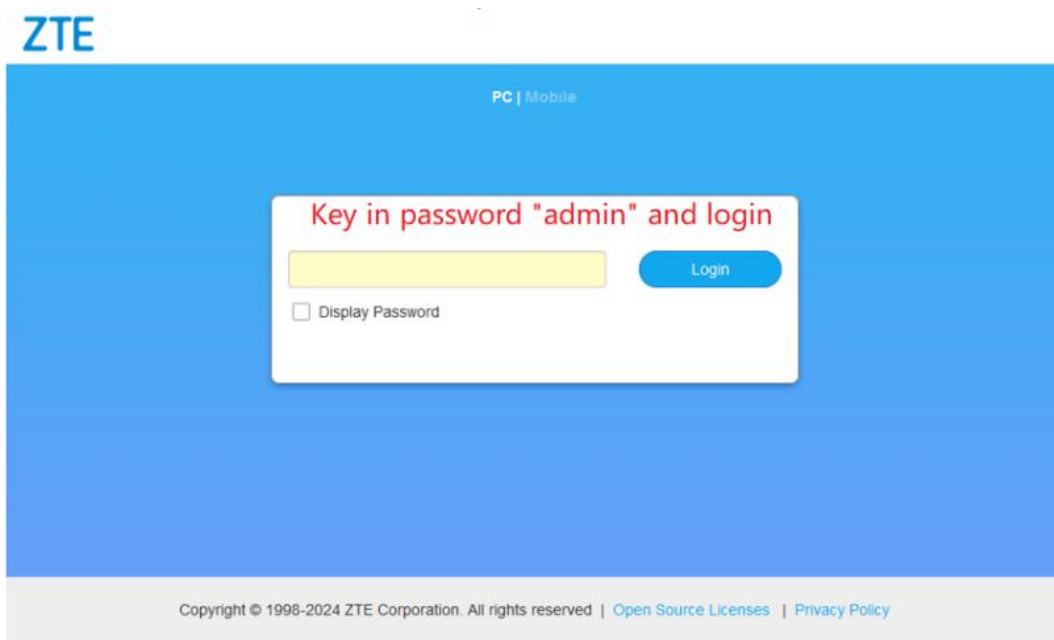 ZTE
PC | Mobile
Key in password "admin" and login
Login
Display Password
Copyright © 1998-2024 ZTE Corporation. All rights reserved | Open Source Licenses | Privacy Policy